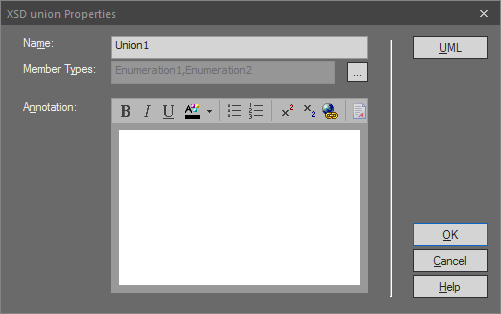 XSD union Properties
Name: Union1
UML
Member Types: Enumeration1,Enumeration2 ...
Annotation: B I U A
OK
Cancel
Help